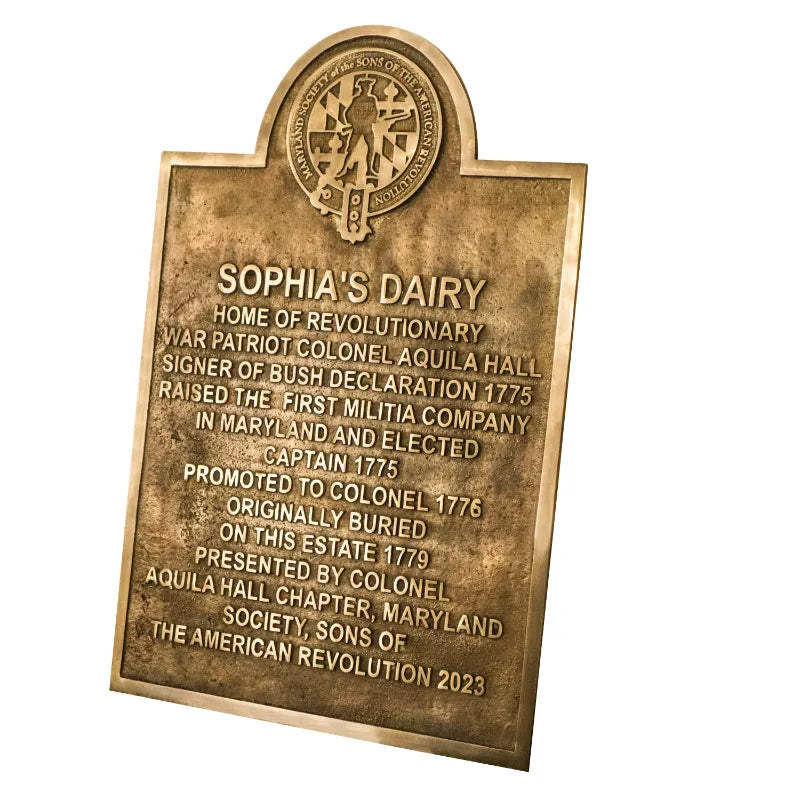 MARYLAND SOCIETY of the SONS OF THE AMERICAN REVOLUTION
SOPHIA'S DAIRY
HOME OF REVOLUTIONARY
WAR PATRIOT COLONEL AQUILA HALL
SIGNER OF BUSH DECLARATION 1775
RAISED THE FIRST MILITIA COMPANY
IN MARYLAND AND ELECTED
CAPTAIN 1775
PROMOTED TO COLONEL 1776
ORIGINALLY BURIED
ON THIS ESTATE 1779
PRESENTED BY COLONEL
AQUILA HALL CHAPTER, MARYLAND
SOCIETY, SONS OF
THE AMERICAN REVOLUTION 2023